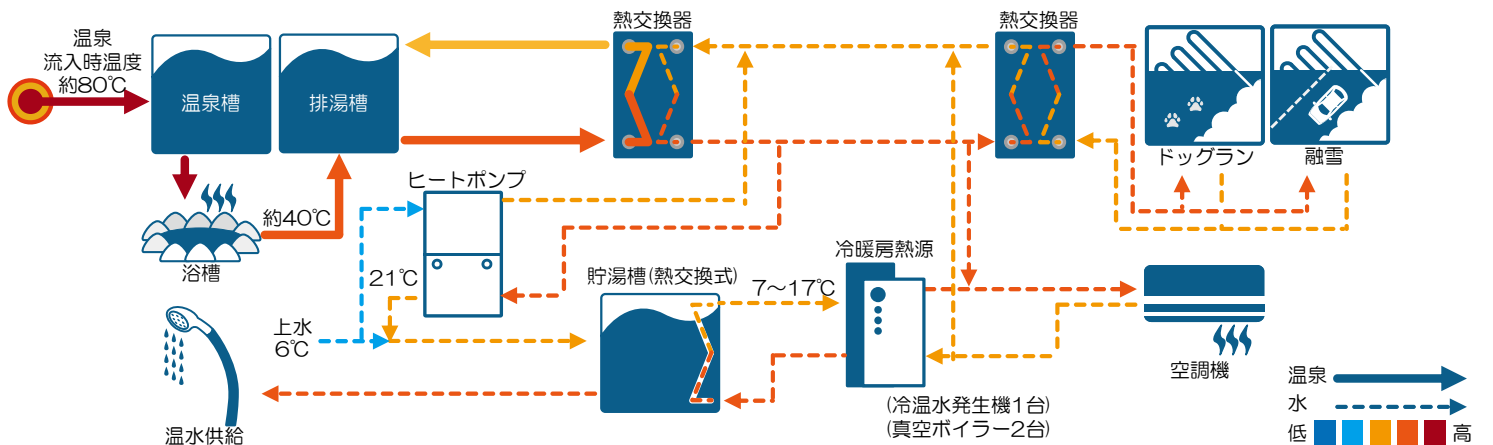 温泉
流入時温度
約80℃
温泉槽
排湯槽
熱交換器
熱交換器
ドッグラン
融雪
約40℃
浴槽
ヒートポンプ
21℃
上水
6℃
貯湯槽(熱交換式)
7～17℃
冷暖房熱源
(冷温水発生機1台)
(真空ボイラー2台)
空調機
温水供給
温泉
水
低 高